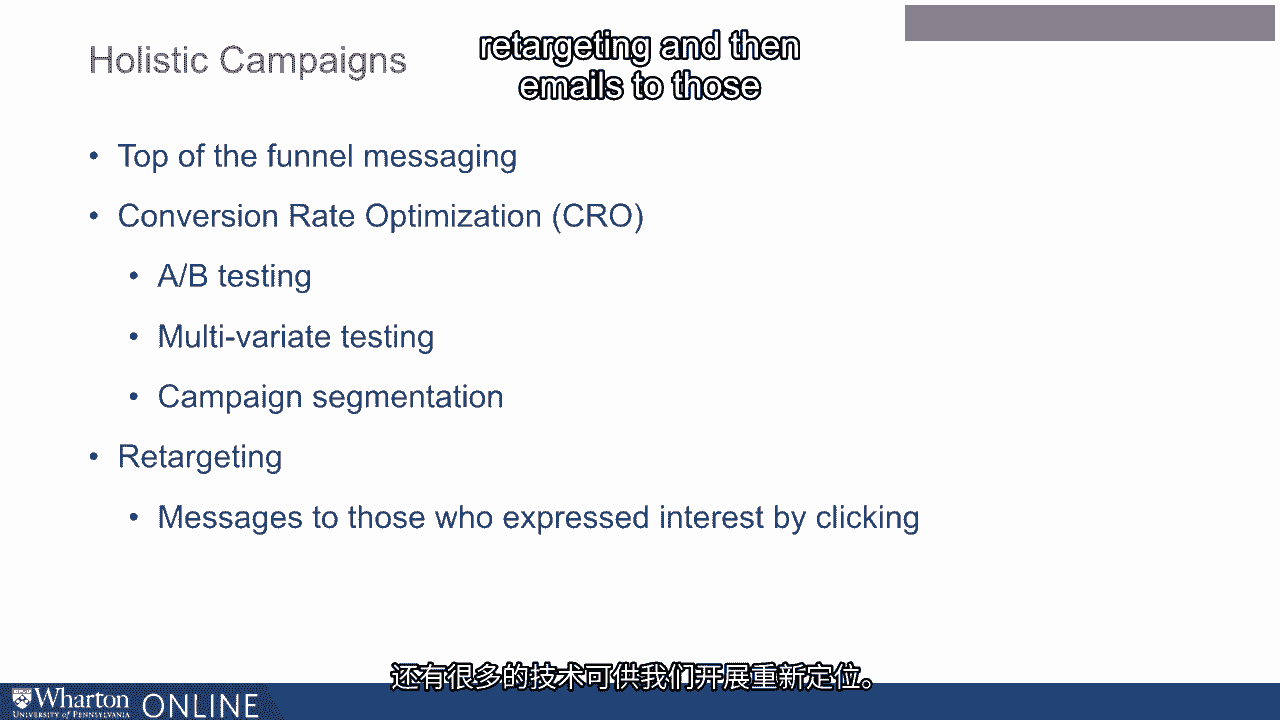 Holistic Campaigns
retargeting and then
emails to those
• Top of the funnel messaging
• Conversion Rate Optimization (CRO)
• A/B testing
• Multi-variate testing
• Campaign segmentation
• Retargeting
• Messages to those who expressed interest by clicking
还有很多的技术可供我们开展重新定位。
Wharton ONLINE
UNIVERSITY of PENNSYLVANIA